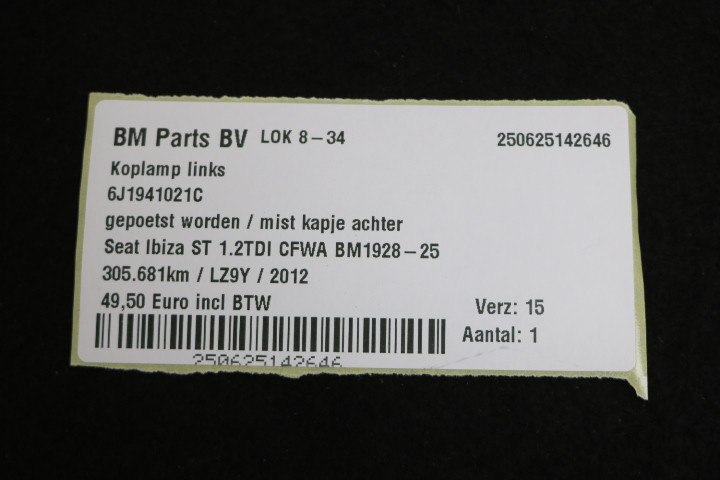 BM Parts BV LOK 8-34 250625142646
Koplamp links
6J1941021C
gepoetst worden / mist kapje achter
Seat Ibiza ST 1.2TDI CFWA BM1928-25
305.681km / LZ9Y / 2012
49,50 Euro incl BTW Verz: 15
Aantal: 1
250625142646